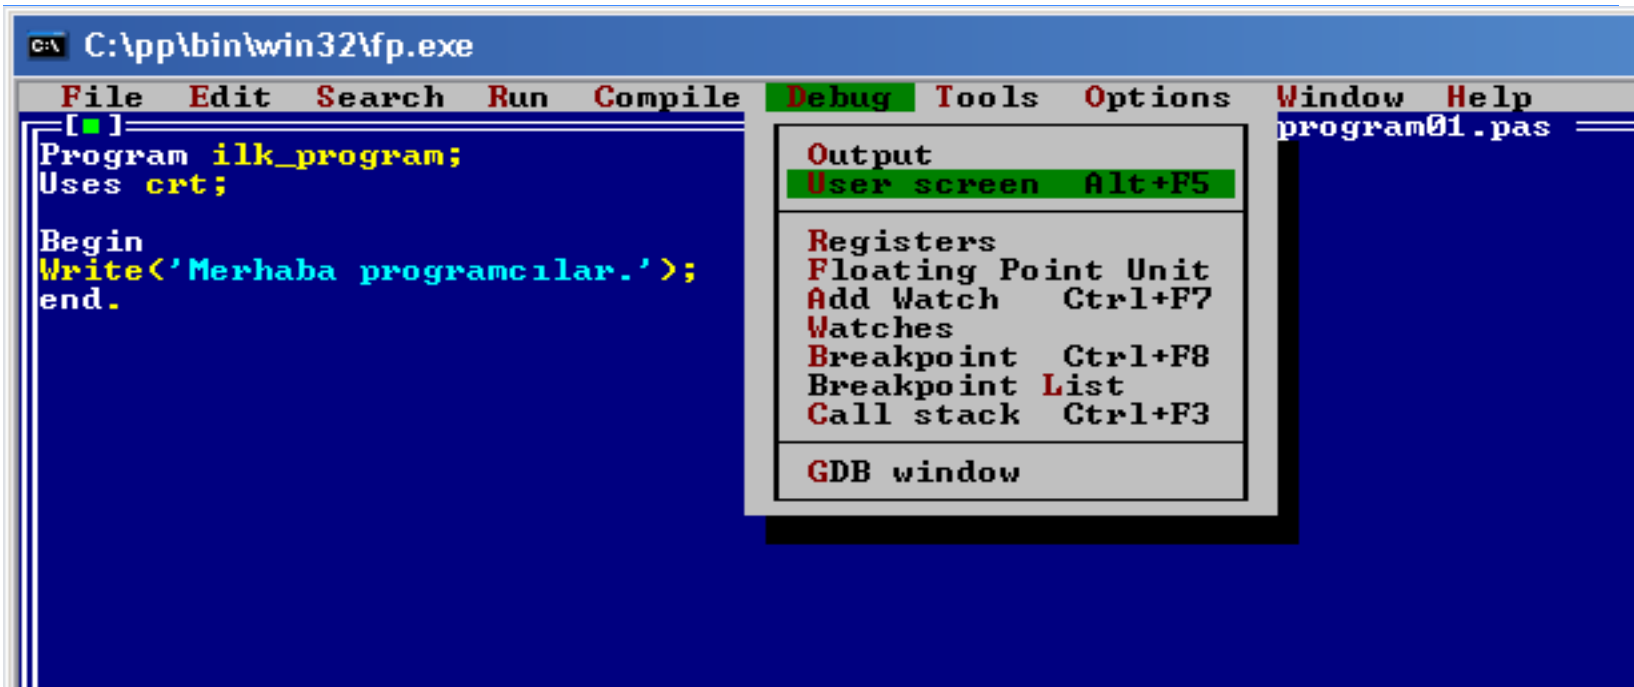 C:\pp\bin\win32\fp.exe
File Edit Search Run Compile Debug Tools Options Window Help
program01.pas
Program ilk_program;
Uses crt;
Begin
Write('Merhaba programcılar.');
end.
Output
User screen Alt+F5
Registers
Floating Point Unit
Add Watch Ctrl+F7
Watches
Breakpoint Ctrl+F8
Breakpoint List
Call stack Ctrl+F3
GDB window